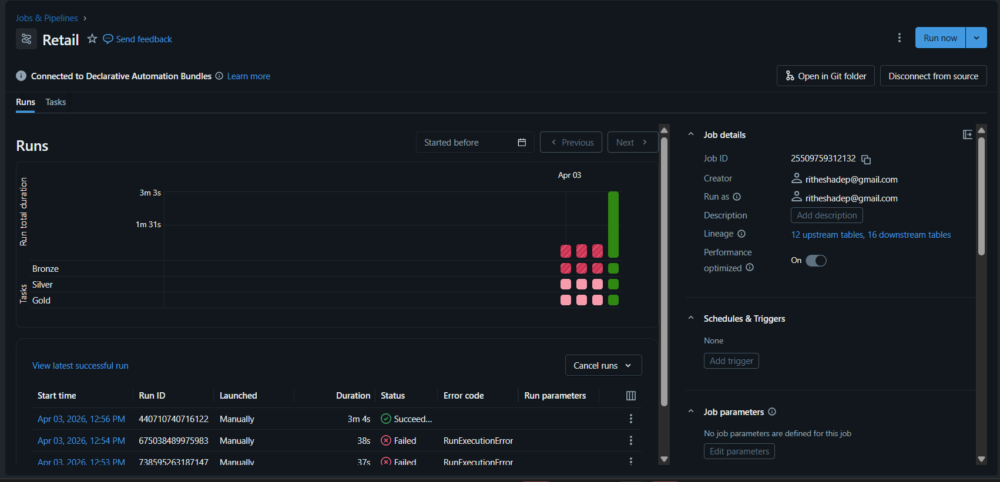 Jobs & Pipelines
Retail
Send feedback
Run now
Connected to Declarative Automation Bundles
Learn more
Open in Git folder
Disconnect from source
Runs
Tasks
Runs
Started before
Previous
Next
Apr 03
Run total duration
3m 3s
1m 31s
Tasks
Bronze
Silver
Gold
View latest successful run
Cancel runs
Start time Run ID Launched Duration Status Error code Run parameters
Apr 03, 2026, 12:56 PM 440710740716122 Manually 3m 4s Succeed...
Apr 03, 2026, 12:54 PM 675038489975983 Manually 38s Failed RunExecutionError
Apr 03, 2026, 12:53 PM 738595263187147 Manually 37s Failed RunExecutionError
Job details
Job ID 25509759312132
Creator ritheshadep@gmail.com
Run as ritheshadep@gmail.com
Description Add description
Lineage 12 upstream tables, 16 downstream tables
Performance
optimized On
Schedules & Triggers
None
Add trigger
Job parameters
No job parameters are defined for this job
Edit parameters